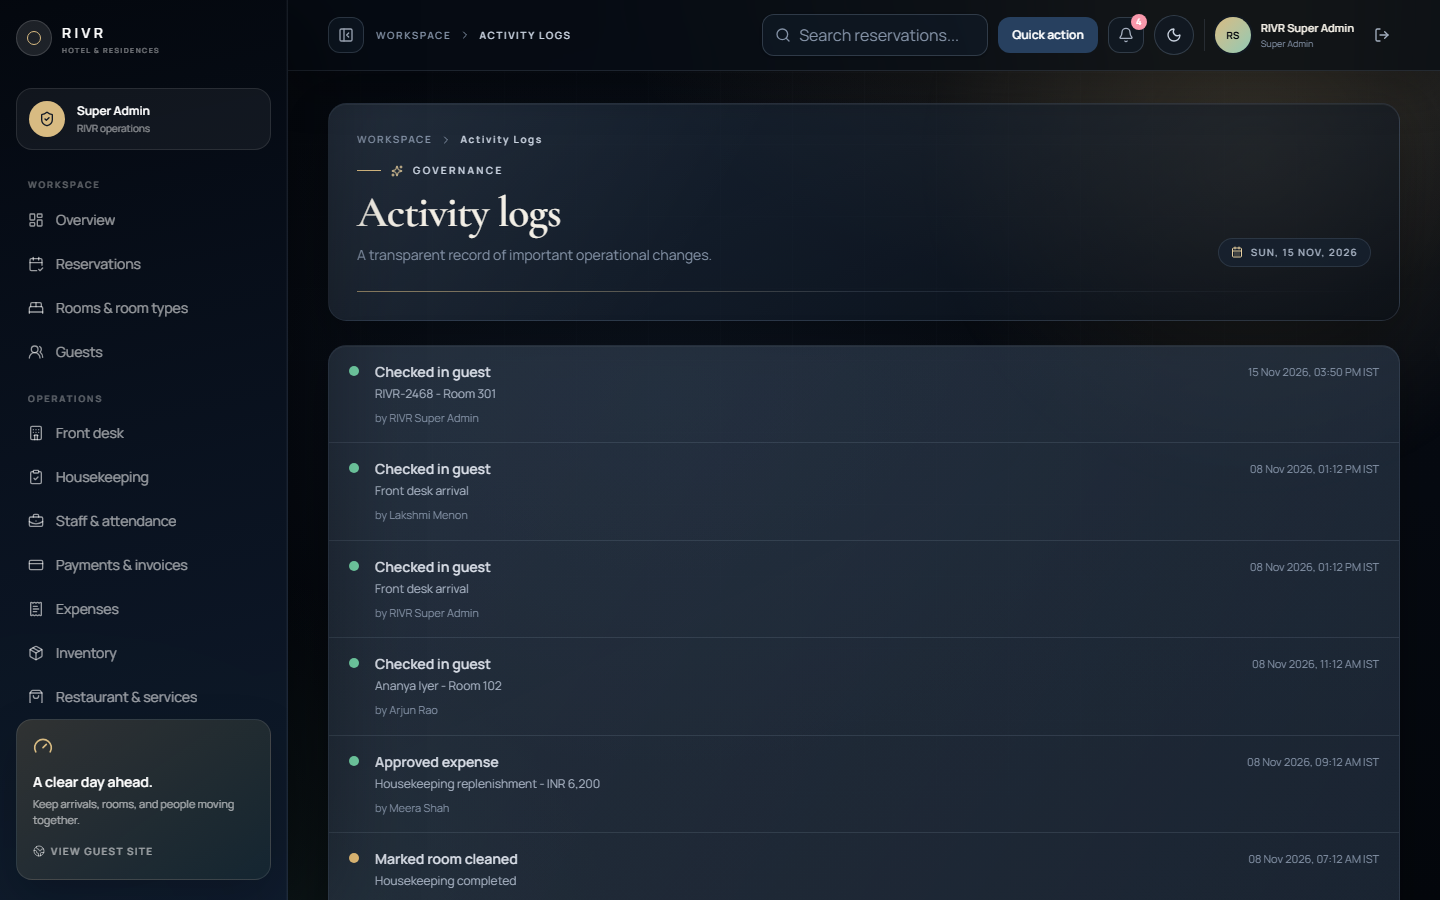 RIVR
HOTEL & RESIDENCES
Super Admin
RIVR operations
WORKSPACE
Overview
Reservations
Rooms & room types
Guests
OPERATIONS
Front desk
Housekeeping
Staff & attendance
Payments & invoices
Expenses
Inventory
Restaurant & services
A clear day ahead.
Keep arrivals, rooms, and people moving
together.
VIEW GUEST SITE
WORKSPACE > ACTIVITY LOGS
Search reservations...
Quick action
4
RS
RIVR Super Admin
Super Admin
WORKSPACE > Activity Logs
GOVERNANCE
Activity logs
A transparent record of important operational changes.
SUN, 15 NOV, 2026
Checked in guest
15 Nov 2026, 03:50 PM IST
RIVR-2468 - Room 301
by RIVR Super Admin
Checked in guest
08 Nov 2026, 01:12 PM IST
Front desk arrival
by Lakshmi Menon
Checked in guest
08 Nov 2026, 01:12 PM IST
Front desk arrival
by RIVR Super Admin
Checked in guest
08 Nov 2026, 11:12 AM IST
Ananya Iyer - Room 102
by Arjun Rao
Approved expense
08 Nov 2026, 09:12 AM IST
Housekeeping replenishment - INR 6,200
by Meera Shah
Marked room cleaned
08 Nov 2026, 07:12 AM IST
Housekeeping completed